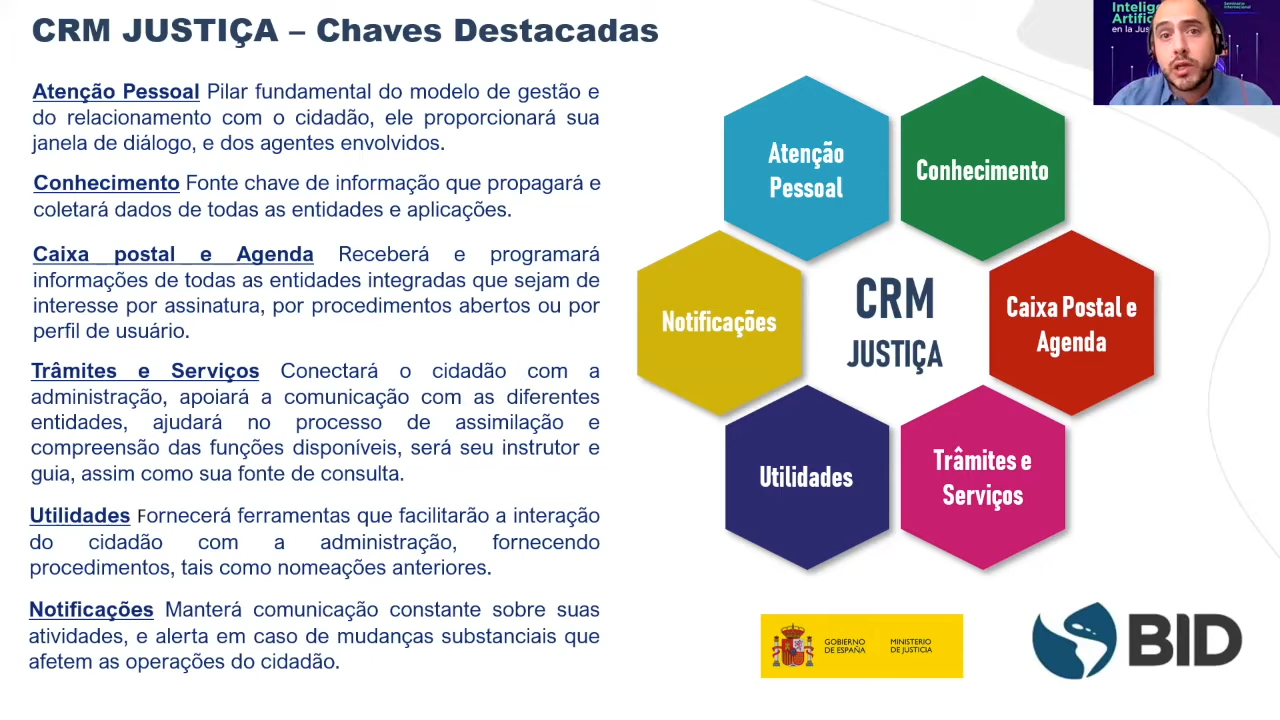 CRM JUSTIÇA – Chaves Destacadas
Atenção Pessoal Pilar fundamental do modelo de gestão e
do relacionamento com o cidadão, ele proporcionará sua
janela de diálogo, e dos agentes envolvidos.
Conhecimento Fonte chave de informação que propagará e
coletará dados de todas as entidades e aplicações.
Caixa postal e Agenda Receberá e programará
informações de todas as entidades integradas que sejam de
interesse por assinatura, por procedimentos abertos ou por
perfil de usuário.
Trâmites e Serviços Conectará o cidadão com a
administração, apoiará a comunicação com as diferentes
entidades, ajudará no processo de assimilação e
compreensão das funções disponíveis, será seu instrutor e
guia, assim como sua fonte de consulta.
Utilidades Fornecerá ferramentas que facilitarão a interação
do cidadão com a administração, fornecendo
procedimentos, tais como nomeações anteriores.
Notificações Manterá comunicação constante sobre suas
atividades, e alerta em caso de mudanças substanciais que
afetem as operações do cidadão.
Atenção
Pessoal
Conhecimento
Notificações
CRM
JUSTIÇA
Caixa Postal e
Agenda
Utilidades
Trâmites e
Serviços
GOBIERNO
DE ESPAÑA
MINISTERIO
DE JUSTICIA
BID
Seminario
Internacional